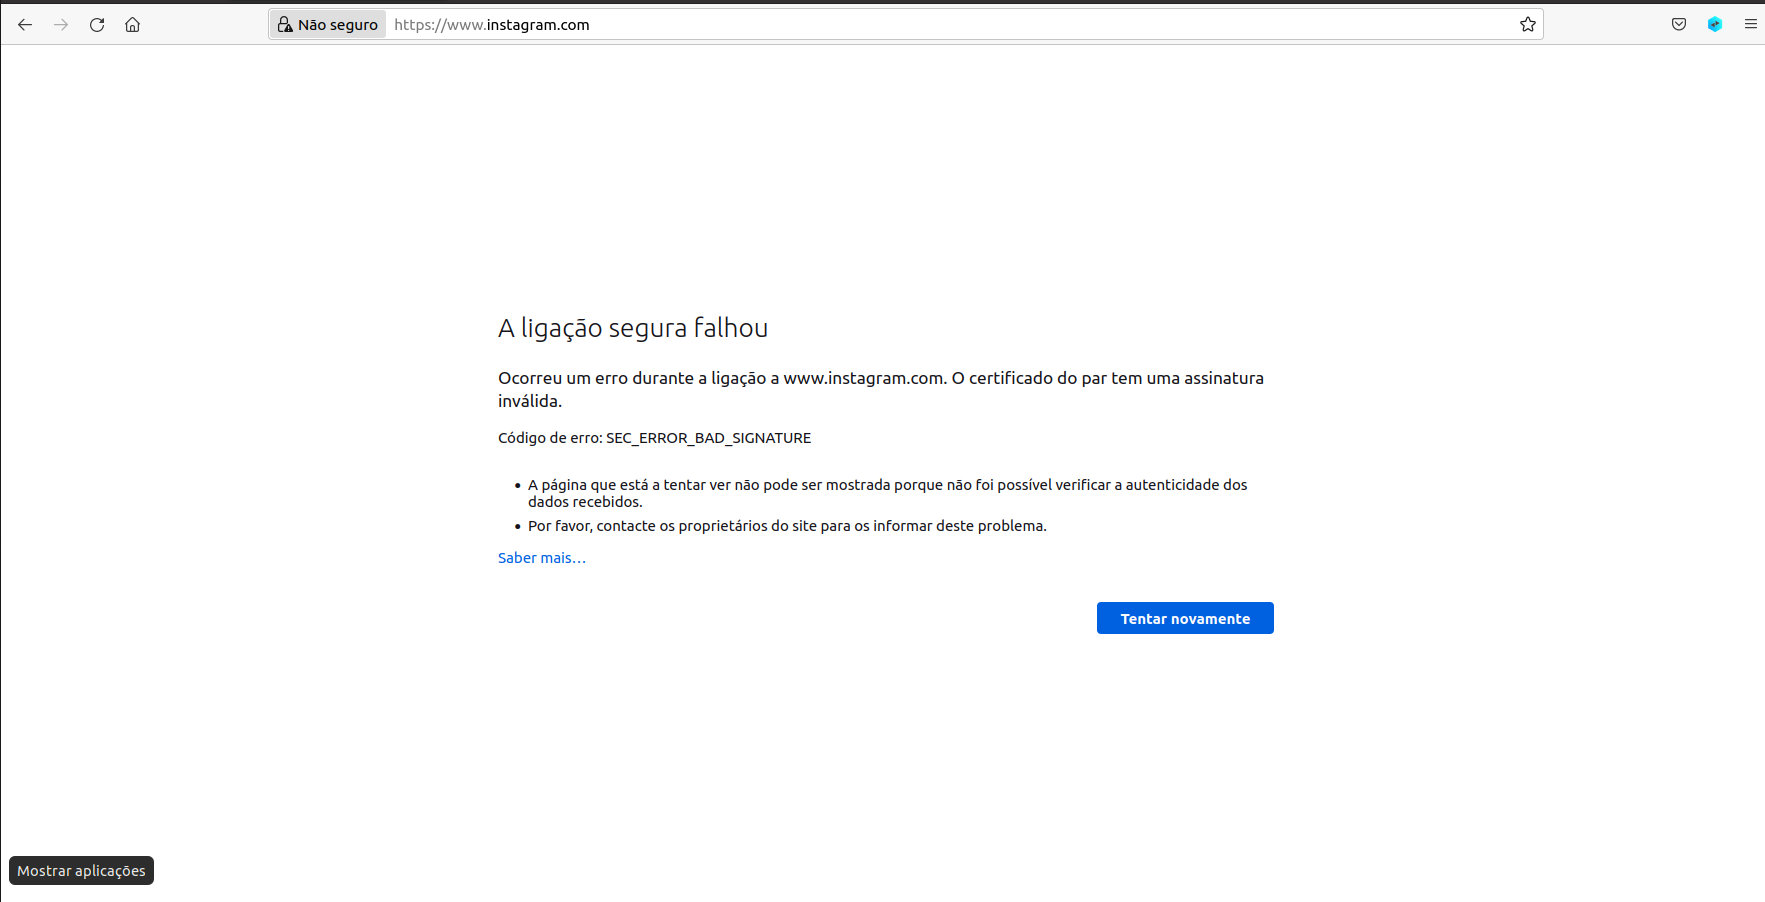 Não seguro https://www.instagram.com
A ligação segura falhou
Ocorreu um erro durante a ligação a www.instagram.com. O certificado do par tem uma assinatura
inválida.
Código de erro: SEC_ERROR_BAD_SIGNATURE
• A página que está a tentar ver não pode ser mostrada porque não foi possível verificar a autenticidade dos
dados recebidos.
• Por favor, contacte os proprietários do site para os informar deste problema.
Saber mais…
Tentar novamente
Mostrar aplicações